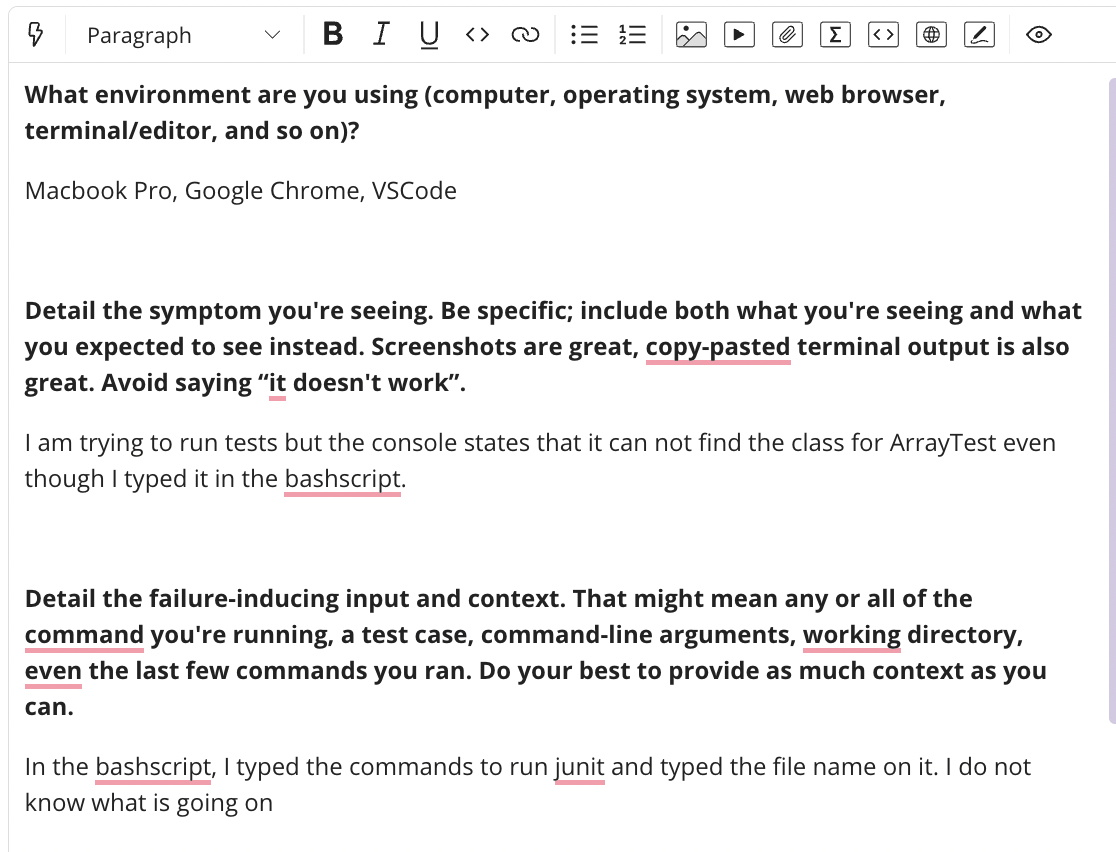 Paragraph B I U
What environment are you using (computer, operating system, web browser,
terminal/editor, and so on)?
Macbook Pro, Google Chrome, VSCode
Detail the symptom you're seeing. Be specific; include both what you're seeing and what
you expected to see instead. Screenshots are great, copy-pasted terminal output is also
great. Avoid saying “it doesn't work”.
I am trying to run tests but the console states that it can not find the class for ArrayTest even
though I typed it in the bashscript.
Detail the failure-inducing input and context. That might mean any or all of the
command you're running, a test case, command-line arguments, working directory,
even the last few commands you ran. Do your best to provide as much context as you
can.
In the bashscript, I typed the commands to run junit and typed the file name on it. I do not
know what is going on